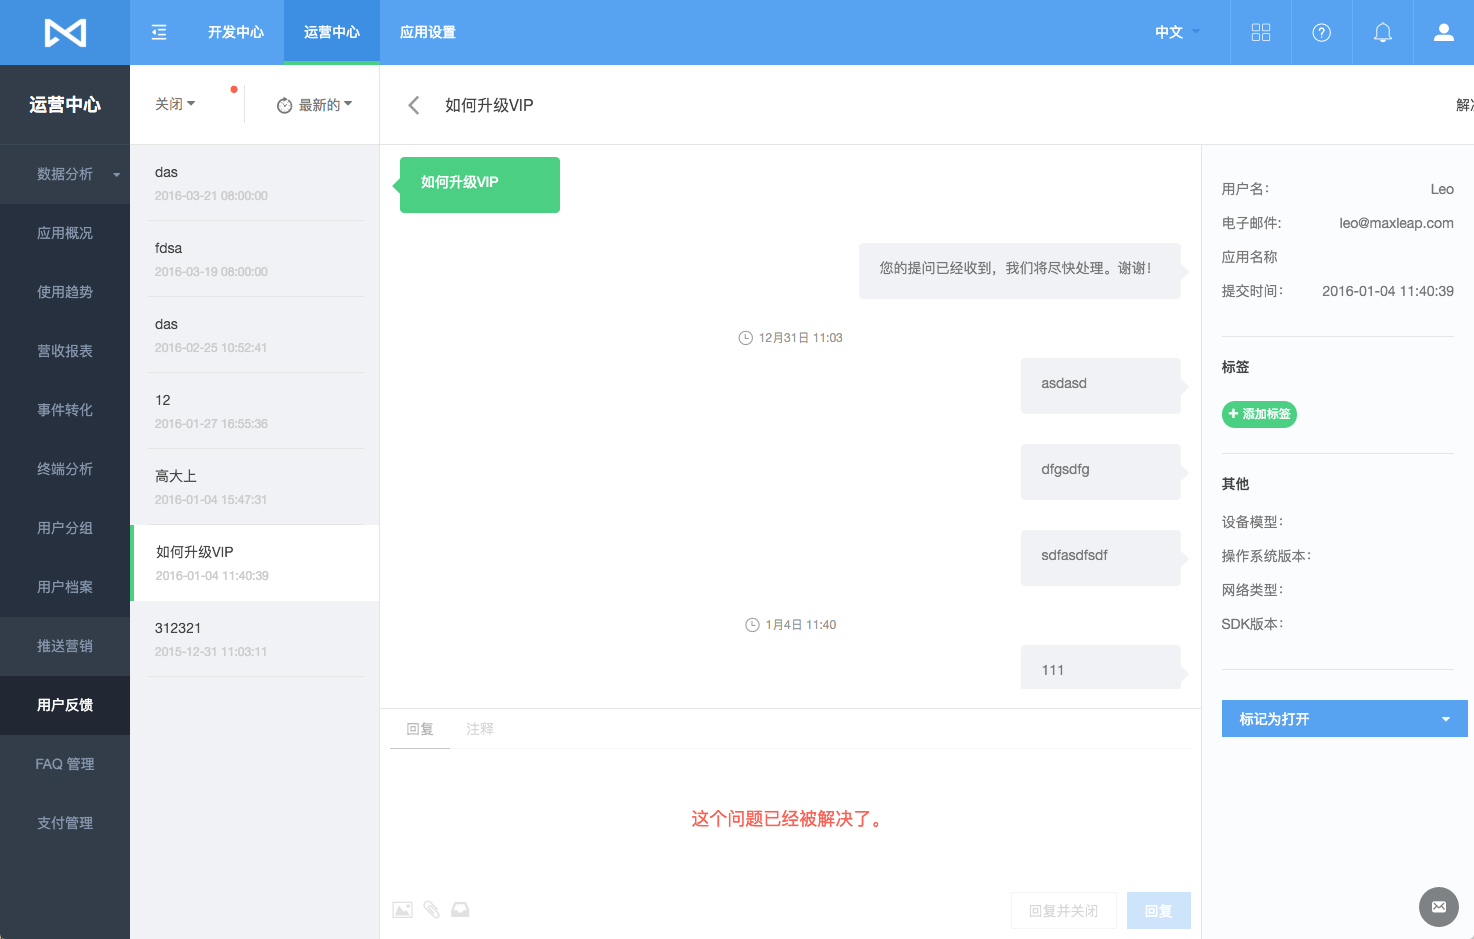 开发中心
运营中心
应用设置
中文
运营中心
数据分析
应用概况
使用趋势
营收报表
事件转化
终端分析
用户分组
用户档案
推送营销
用户反馈
FAQ 管理
支付管理
关闭
最新的
das
2016-03-21 08:00:00
fdsa
2016-03-19 08:00:00
das
2016-02-25 10:52:41
12
2016-01-27 16:55:36
高大上
2016-01-04 15:47:31
如何升级VIP
2016-01-04 11:40:39
312321
2015-12-31 11:03:11
如何升级VIP
如何升级VIP
您的提问已经收到，我们将尽快处理。谢谢！
12月31日 11:03
asdasd
dfgsdfg
sdfasdfsdf
1月4日 11:40
111
回复
注释
这个问题已经被解决了。
回复并关闭
回复
用户名： Leo
电子邮件： leo@maxleap.com
应用名称
提交时间： 2016-01-04 11:40:39
标签
+ 添加标签
其他
设备模型：
操作系统版本：
网络类型：
SDK版本：
标记为打开